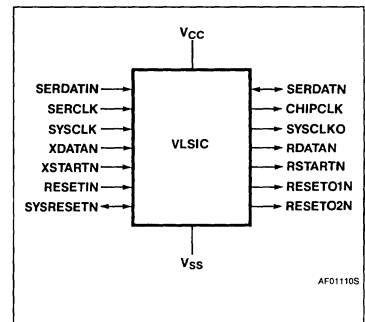 VCC
SERDATIN
SERCLK
SYSCLK
XDATAN
XSTARTN
RESETIN
SYSRESETN
VLSIC
SERDATN
CHIPCLK
SYSCLKO
RDATAN
RSTARTN
RESETO1N
RESETO2N
VSS
AF01110S